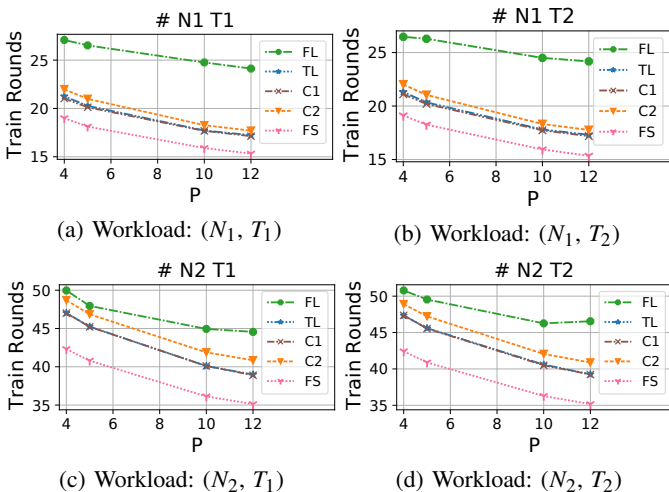 # N1 T1
Train Rounds
25
20
15
FL
TL
C1
C2
FS
4 6 8 10 12
P
(a) Workload: (N1, T1)
# N1 T2
Train Rounds
25
20
15
FL
TL
C1
C2
FS
4 6 8 10 12
P
(b) Workload: (N1, T2)
# N2 T1
Train Rounds
50
45
40
35
FL
TL
C1
C2
FS
4 6 8 10 12
P
(c) Workload: (N2, T1)
# N2 T2
Train Rounds
50
45
40
35
FL
TL
C1
C2
FS
4 6 8 10 12
P
(d) Workload: (N2, T2)